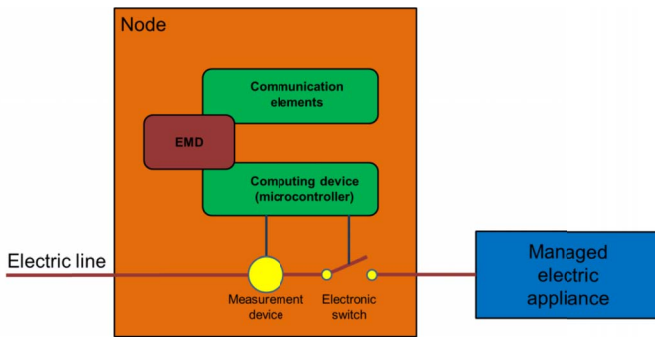 Node
Communication
elements
EMD
Computing device
(microcontroller)
Electric line
Measurement
device
Electronic
switch
Managed
electric
appliance